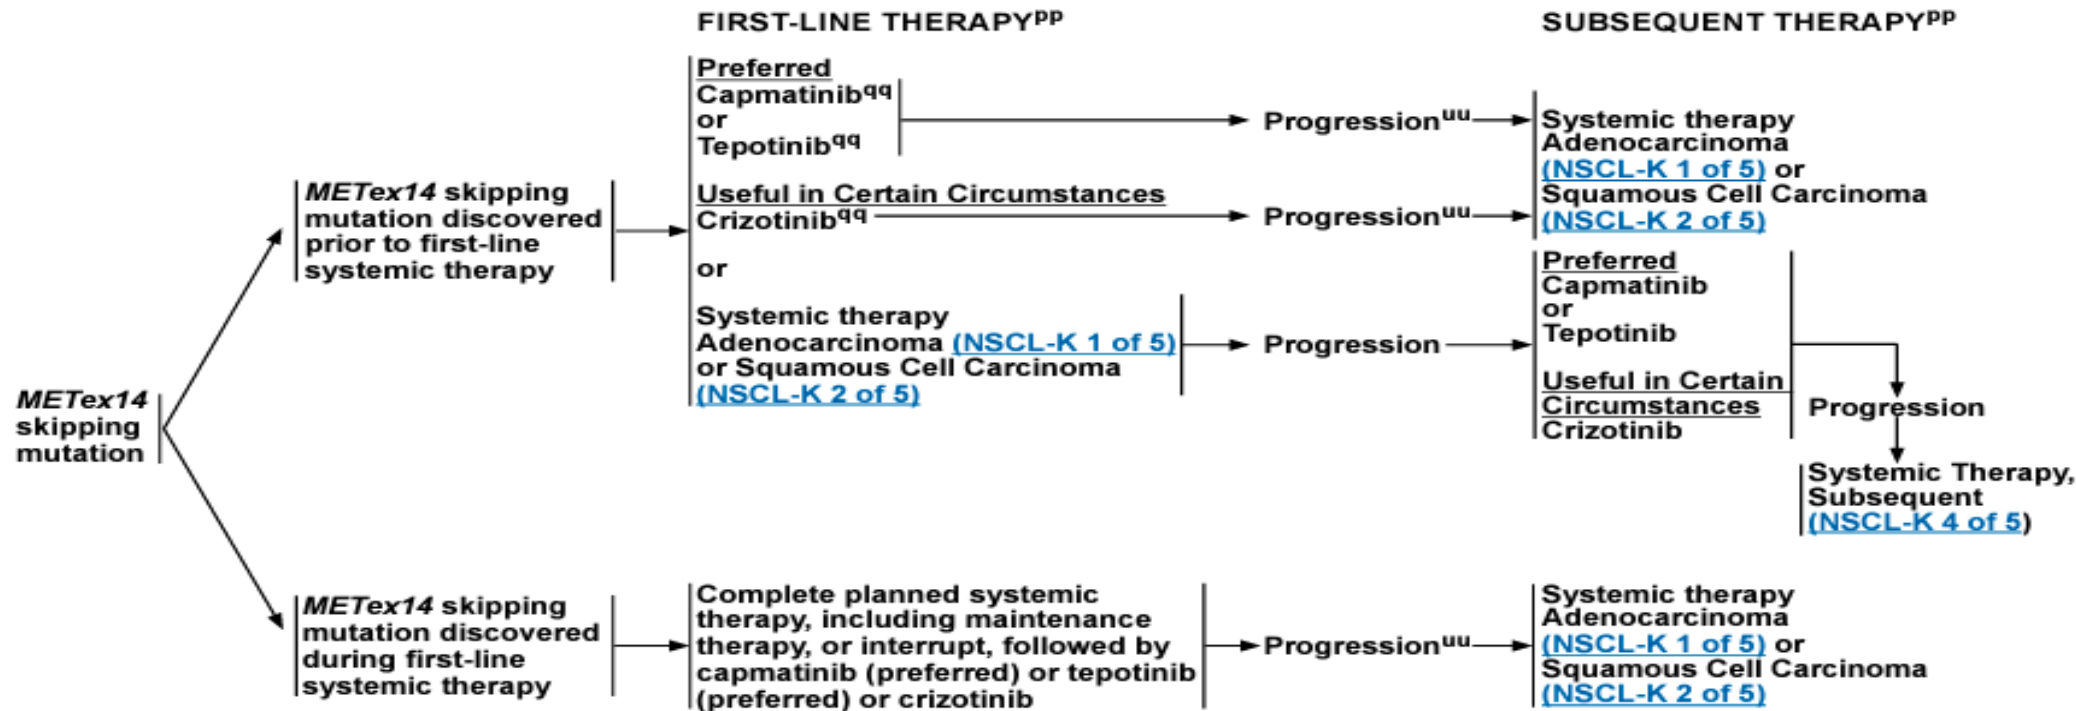 FIRST-LINE THERAPYpp
SUBSEQUENT THERAPYpp
METex14
skipping
mutation
METex14 skipping
mutation discovered
prior to first-line
systemic therapy
Preferred
Capmatinibqq
or
Tepotinibqq
Useful in Certain Circumstances
Crizotinibqq
or
Systemic therapy
Adenocarcinoma (NSCL-K 1 of 5)
or Squamous Cell Carcinoma
(NSCL-K 2 of 5)
Progressionuu
Progressionuu
Progression
Systemic therapy
Adenocarcinoma
(NSCL-K 1 of 5) or
Squamous Cell Carcinoma
(NSCL-K 2 of 5)
Preferred
Capmatinib
or
Tepotinib
Useful in Certain
Circumstances
Crizotinib
Progression
Systemic Therapy,
Subsequent
(NSCL-K 4 of 5)
METex14 skipping
mutation discovered
during first-line
systemic therapy
Complete planned systemic
therapy, including maintenance
therapy, or interrupt, followed by
capmatinib (preferred) or tepotinib
(preferred) or crizotinib
Progressionuu
Systemic therapy
Adenocarcinoma
(NSCL-K 1 of 5) or
Squamous Cell Carcinoma
(NSCL-K 2 of 5)